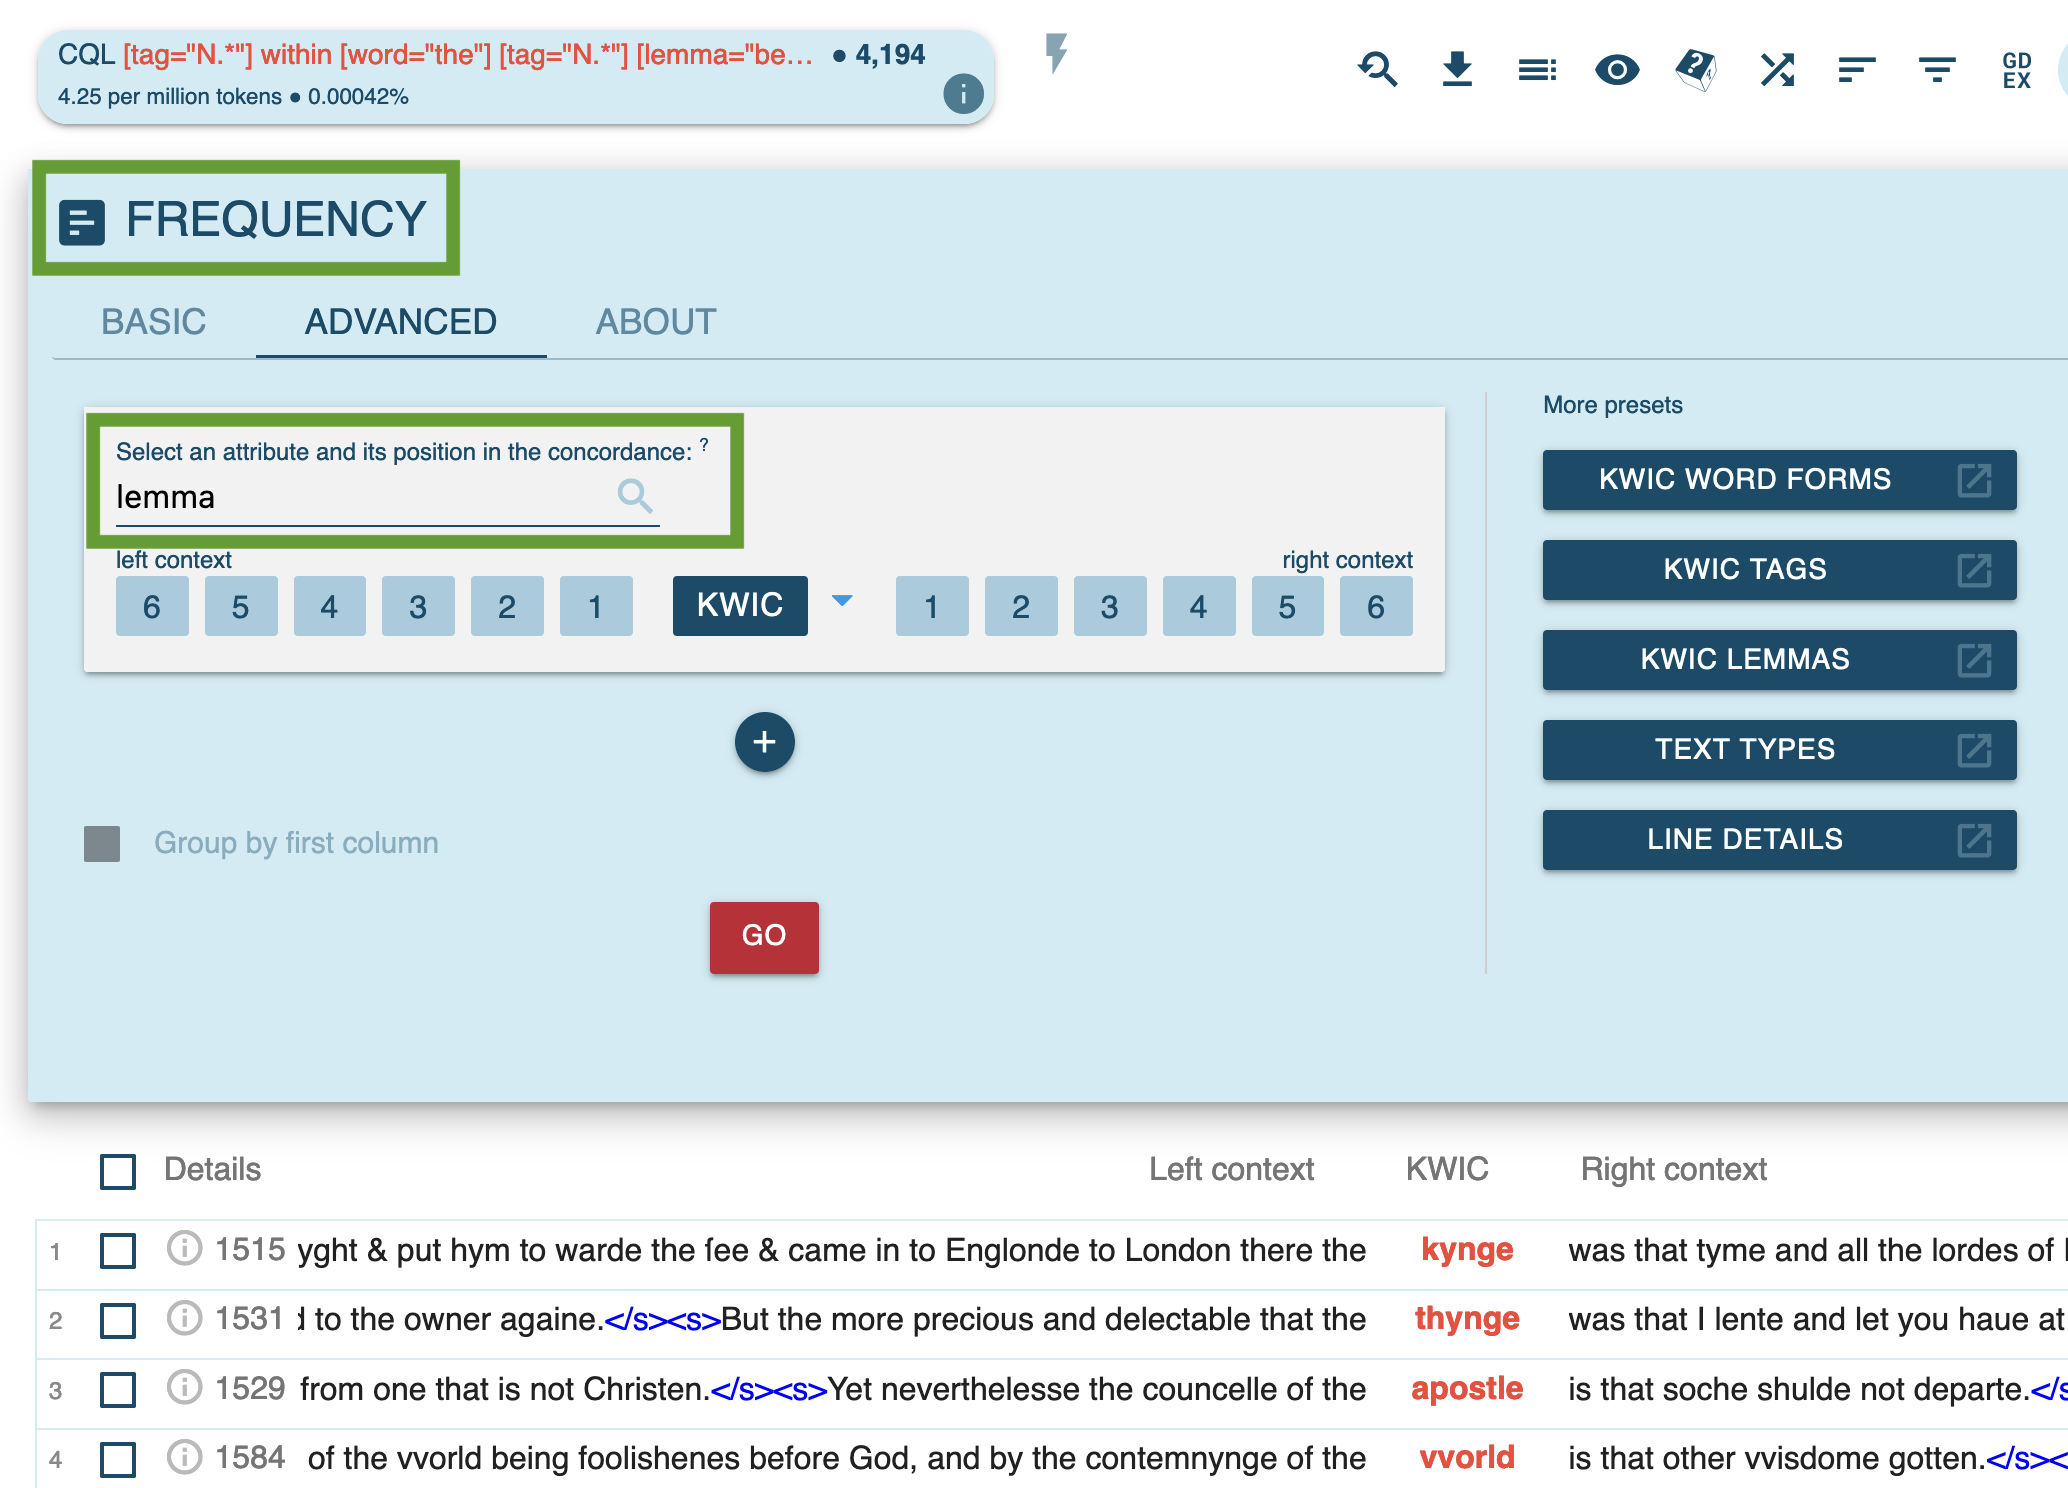 CQL [tag="N.*"] within [word="the"] [tag="N.*"] [lemma="be... ● 4,194
4.25 per million tokens ● 0.00042%
i
GD
EX
FREQUENCY
BASIC ADVANCED ABOUT
Select an attribute and its position in the concordance: ?
lemma
left context right context
6 5 4 3 2 1 KWIC 1 2 3 4 5 6
+
Group by first column
GO
More presets
KWIC WORD FORMS
KWIC TAGS
KWIC LEMMAS
TEXT TYPES
LINE DETAILS
Details Left context KWIC Right context
1 1515 yght & put hym to warde the fee & came in to Englonde to London there the kynge was that tyme and all the lordes of
2 1531 to the owner againe.</s><s>But the more precious and delectable that the thynge was that I lente and let you haue at
3 1529 from one that is not Christen.</s><s>Yet neverthelesse the councelle of the apostle is that soche shulde not departe.</s
4 1584 of the vvorld being foolishenes before God, and by the contemnynge of the vvorld is that other vvisdome gotten.</s><